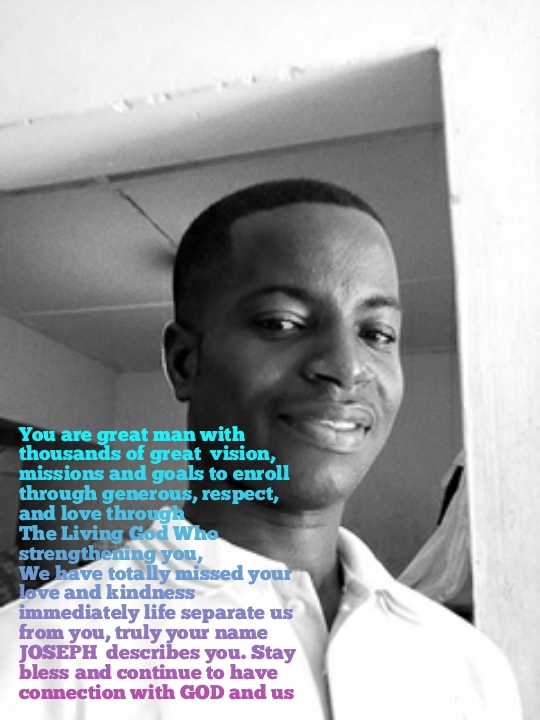 You are great man with
thousands of great vision,
missions and goals to enroll
through generous, respect,
and love through
The Living God Who
strengthening you,
We have totally missed your
love and kindness
immediately life separate us
from you, truly your name
JOSEPH describes you. Stay
bless and continue to have
connection with GOD and us